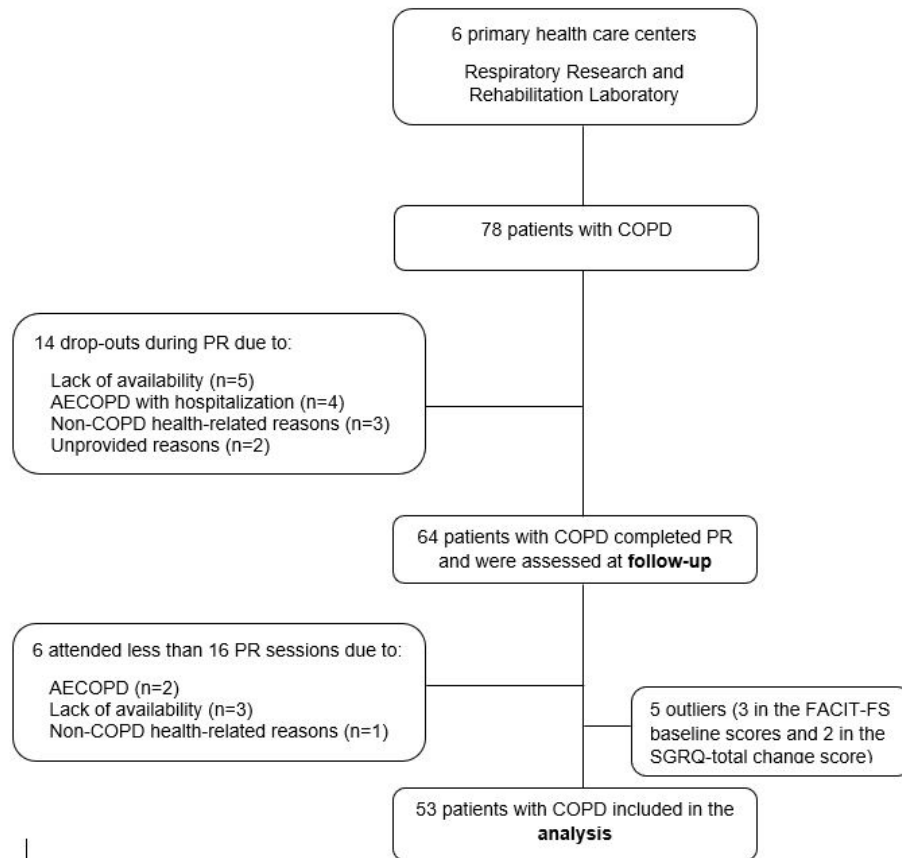 6 primary health care centers
Respiratory Research and
Rehabilitation Laboratory
78 patients with COPD
14 drop-outs during PR due to:
Lack of availability (n=5)
AECOPD with hospitalization (n=4)
Non-COPD health-related reasons (n=3)
Unprovided reasons (n=2)
64 patients with COPD completed PR
and were assessed at follow-up
6 attended less than 16 PR sessions due to:
AECOPD (n=2)
Lack of availability (n=3)
Non-COPD health-related reasons (n=1)
5 outliers (3 in the FACIT-FS
baseline scores and 2 in the
SGRQ-total change score)
53 patients with COPD included in the
analysis